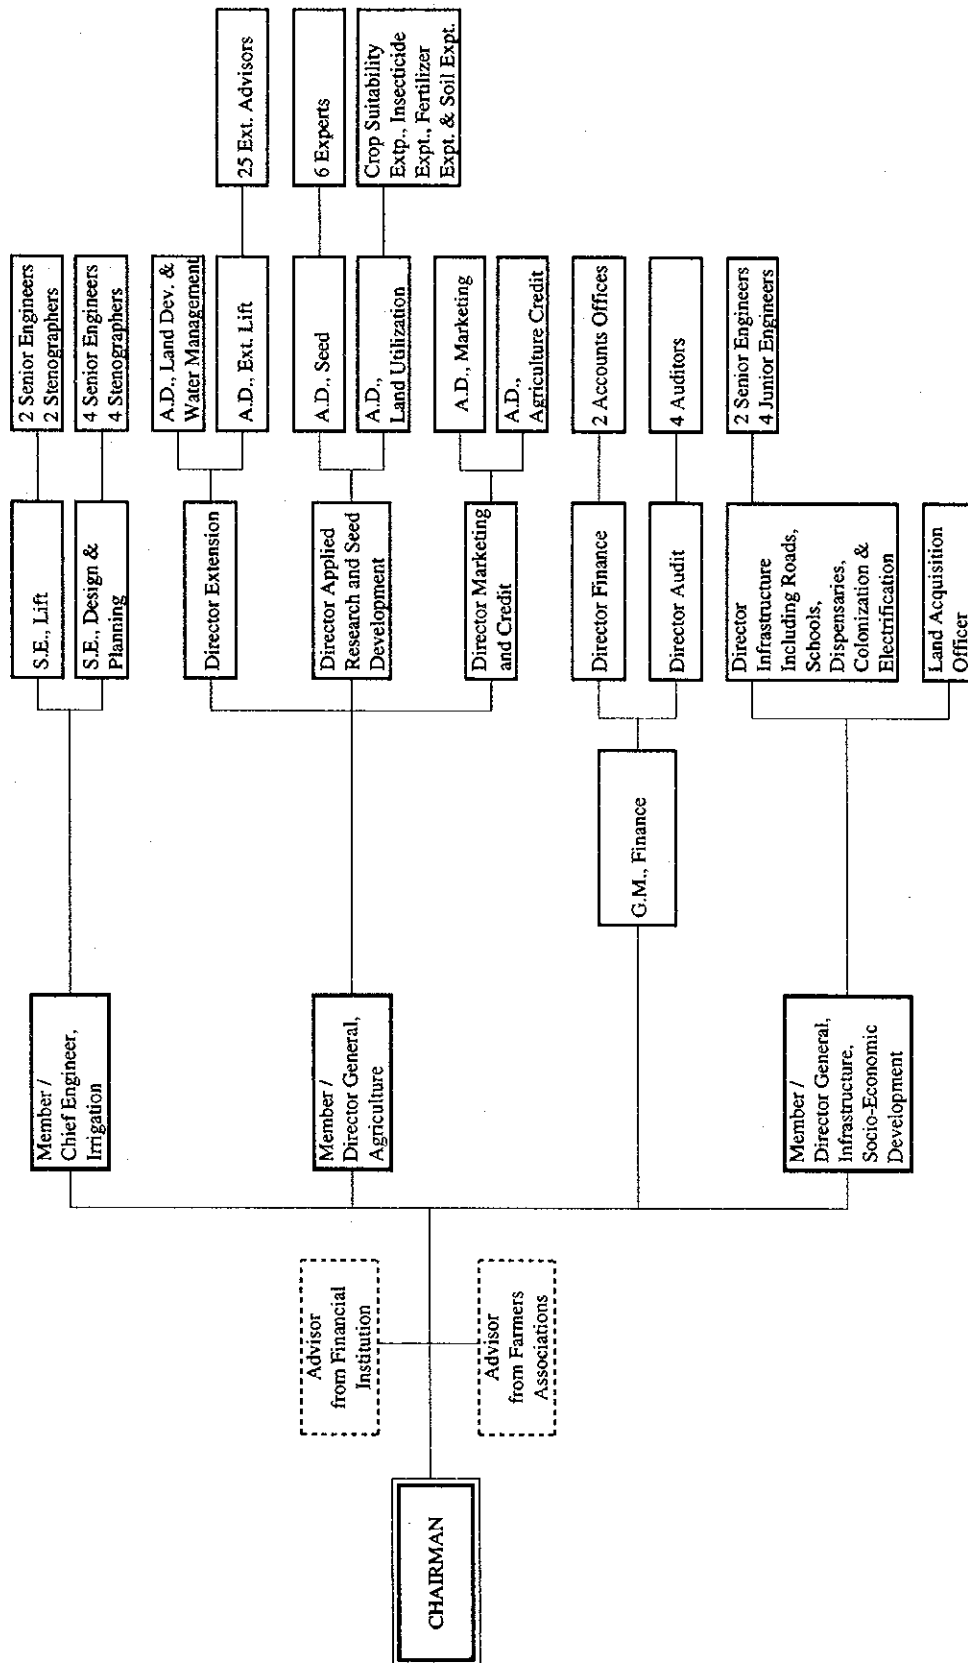 CHAIRMAN
Advisor
from Financial
Institution
Advisor
from Farmers
Associations
Member /
Chief Engineer,
Irrigation
Member /
Director General,
Agriculture
G.M., Finance
Member /
Director General,
Infrastructure,
Socio-Economic
Development
S.E., Lift
S.E., Design &
Planning
Director Extension
Director Applied
Research and Seed
Development
Director Marketing
and Credit
Director Finance
Director Audit
Director
Infrastructure
Including Roads,
Schools,
Dispensaries,
Colonization &
Electrification
Land Acquisition
Officer
2 Senior Engineers
2 Stenographers
4 Senior Engineers
4 Stenographers
A.D., Land Dev. &
Water Management
A.D., Ext. Lift
A.D., Seed
A.D.,
Land Utilization
A.D., Marketing
A.D.,
Agriculture Credit
2 Accounts Offices
4 Auditors
2 Senior Engineers
4 Junior Engineers
25 Ext. Advisors
6 Experts
Crop Suitability
Extp., Insecticide
Expt., Fertilizer
Expt. & Soil Expt.